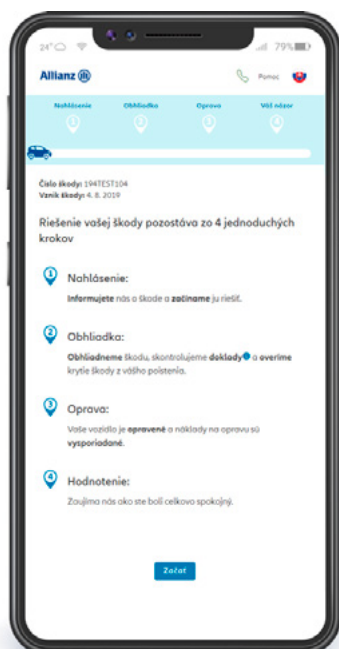 24°
79%
Allianz
Pomoc
Nahlásenie Obhliadka Oprava Váš názor
1 2 3 4
Číslo škody: 194TEST104
Vznik škody: 4. 8. 2019
Riešenie vašej škody pozostáva zo 4 jednoduchých
krokov
1 Nahlásenie:
Informujete nás o škode a začíname ju riešiť.
2 Obhliadka:
Obhliadneme škodu, skontrolujeme doklady a overíme
krytie škody z vášho poistenia.
3 Oprava:
Vaše vozidlo je opravené a náklady na opravu sú
vysporiadané.
4 Hodnotenie:
Zaujíma nás ako ste boli celkovo spokojný.
Začať